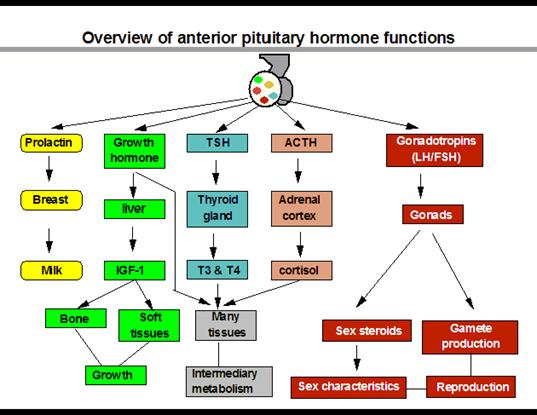 Overview of anterior pituitary hormone functions
Prolactin
Growth
hormone
TSH
ACTH
Gonadotropins
(LH/FSH)
Breast
liver
Thyroid
gland
Adrenal
cortex
Gonads
Milk
IGF-1
T3 & T4
cortisol
Bone
Soft
tissues
Many
tissues
Sex steroids
Gamete
production
Growth
Intermediary
metabolism
Sex characteristics
Reproduction